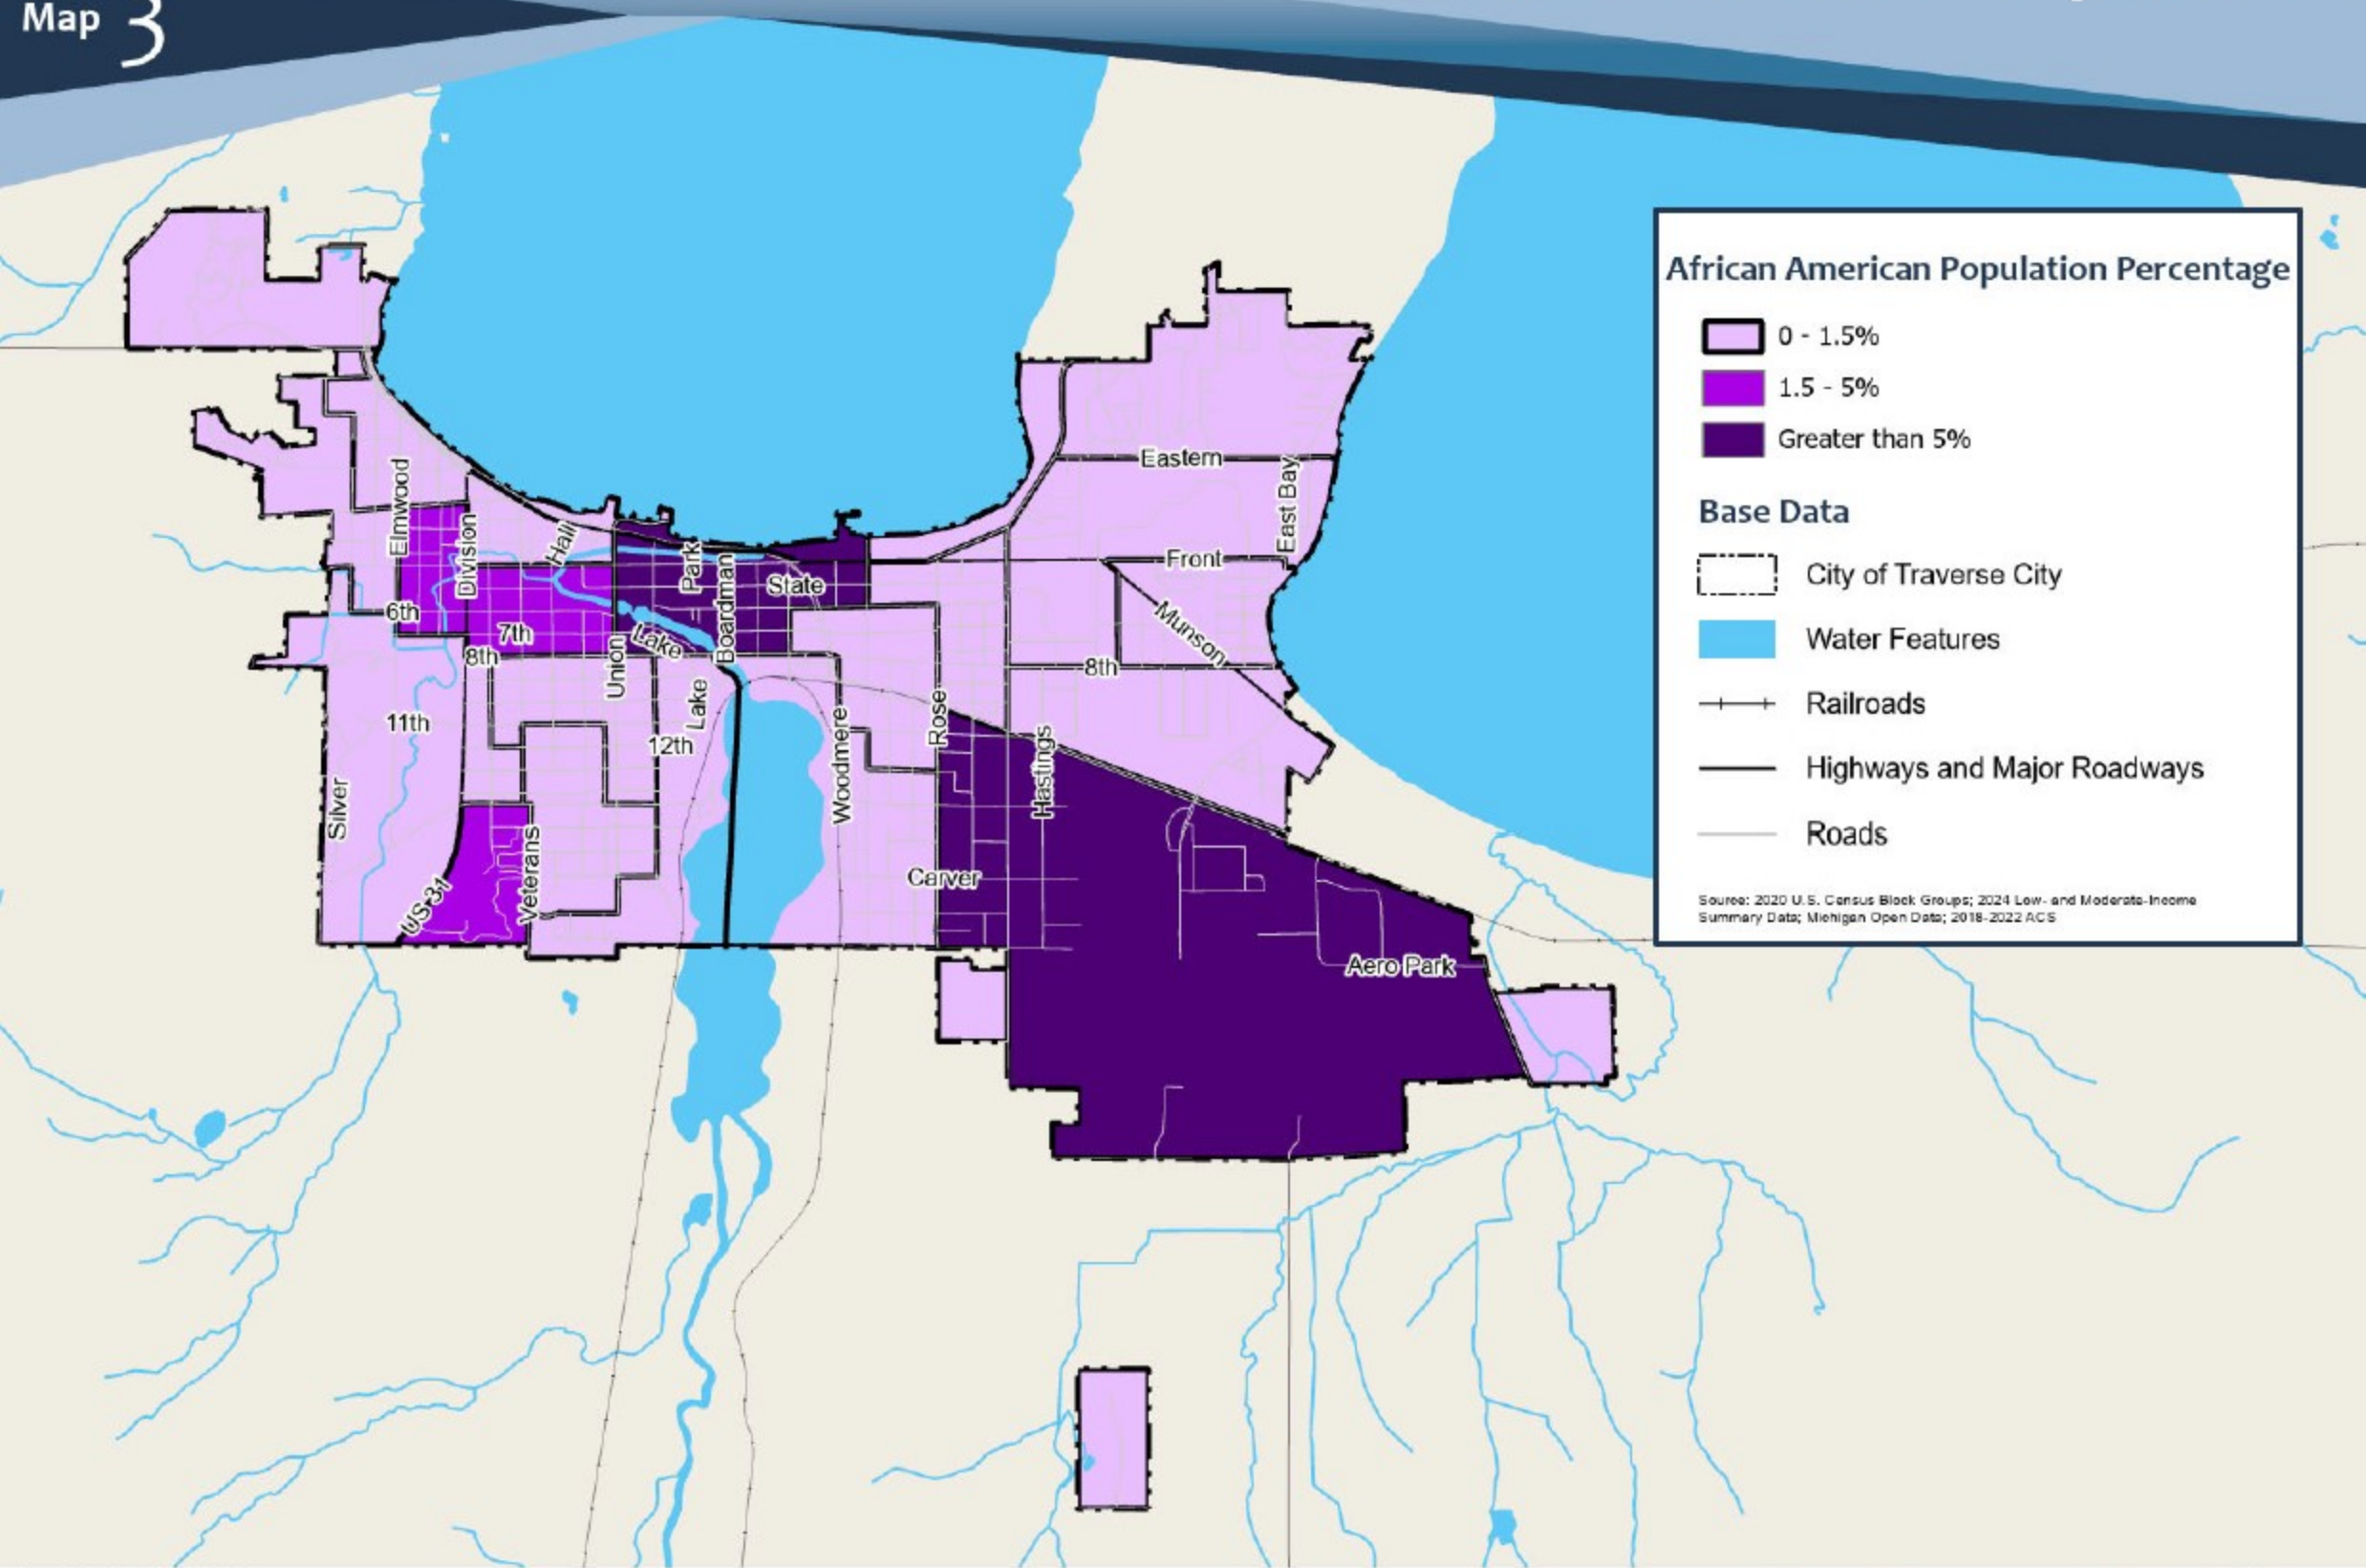 Map 3
African American Population Percentage
0 - 1.5%
1.5 - 5%
Greater than 5%
Base Data
City of Traverse City
Water Features
Railroads
Highways and Major Roadways
Roads
Source: 2020 U.S. Census Block Groups; 2024 Low- and Moderate-Income
Summary Data; Michigan Open Data; 2018-2022 ACS
Eastern
East Bay
Elmwood
Division
Hall
Park
Boardman
State
Front
Munson
6th
7th
8th
Union
Lake
8th
Lake
11th
12th
Rose
Woodmere
Hastings
Silver
Veterans
US-31
Carver
Aero Park